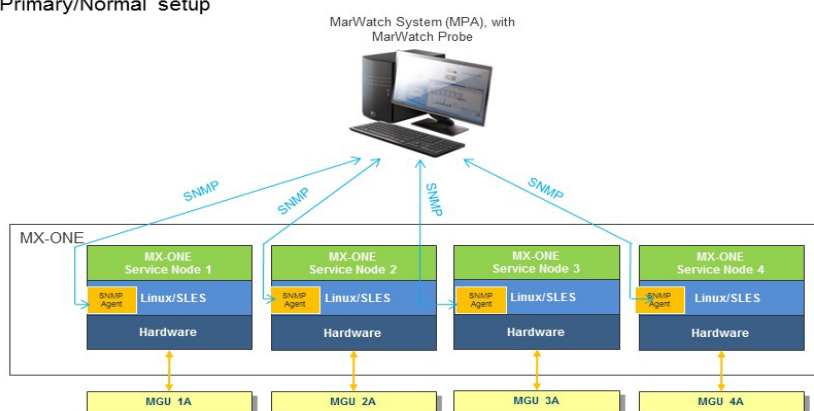 Primary/Normal setup
MarWatch System (MPA), with
MarWatch Probe
SNMP
SNMP
SNMP
SNMP
MX-ONE
MX-ONE
Service Node 1
SNMP
Agent
Linux/SLES
Hardware
MX-ONE
Service Node 2
SNMP
Agent
Linux/SLES
Hardware
MX-ONE
Service Node 3
SNMP
Agent
Linux/SLES
Hardware
MX-ONE
Service Node 4
SNMP
Agent
Linux/SLES
Hardware
MGU 1A
MGU 2A
MGU 3A
MGU 4A